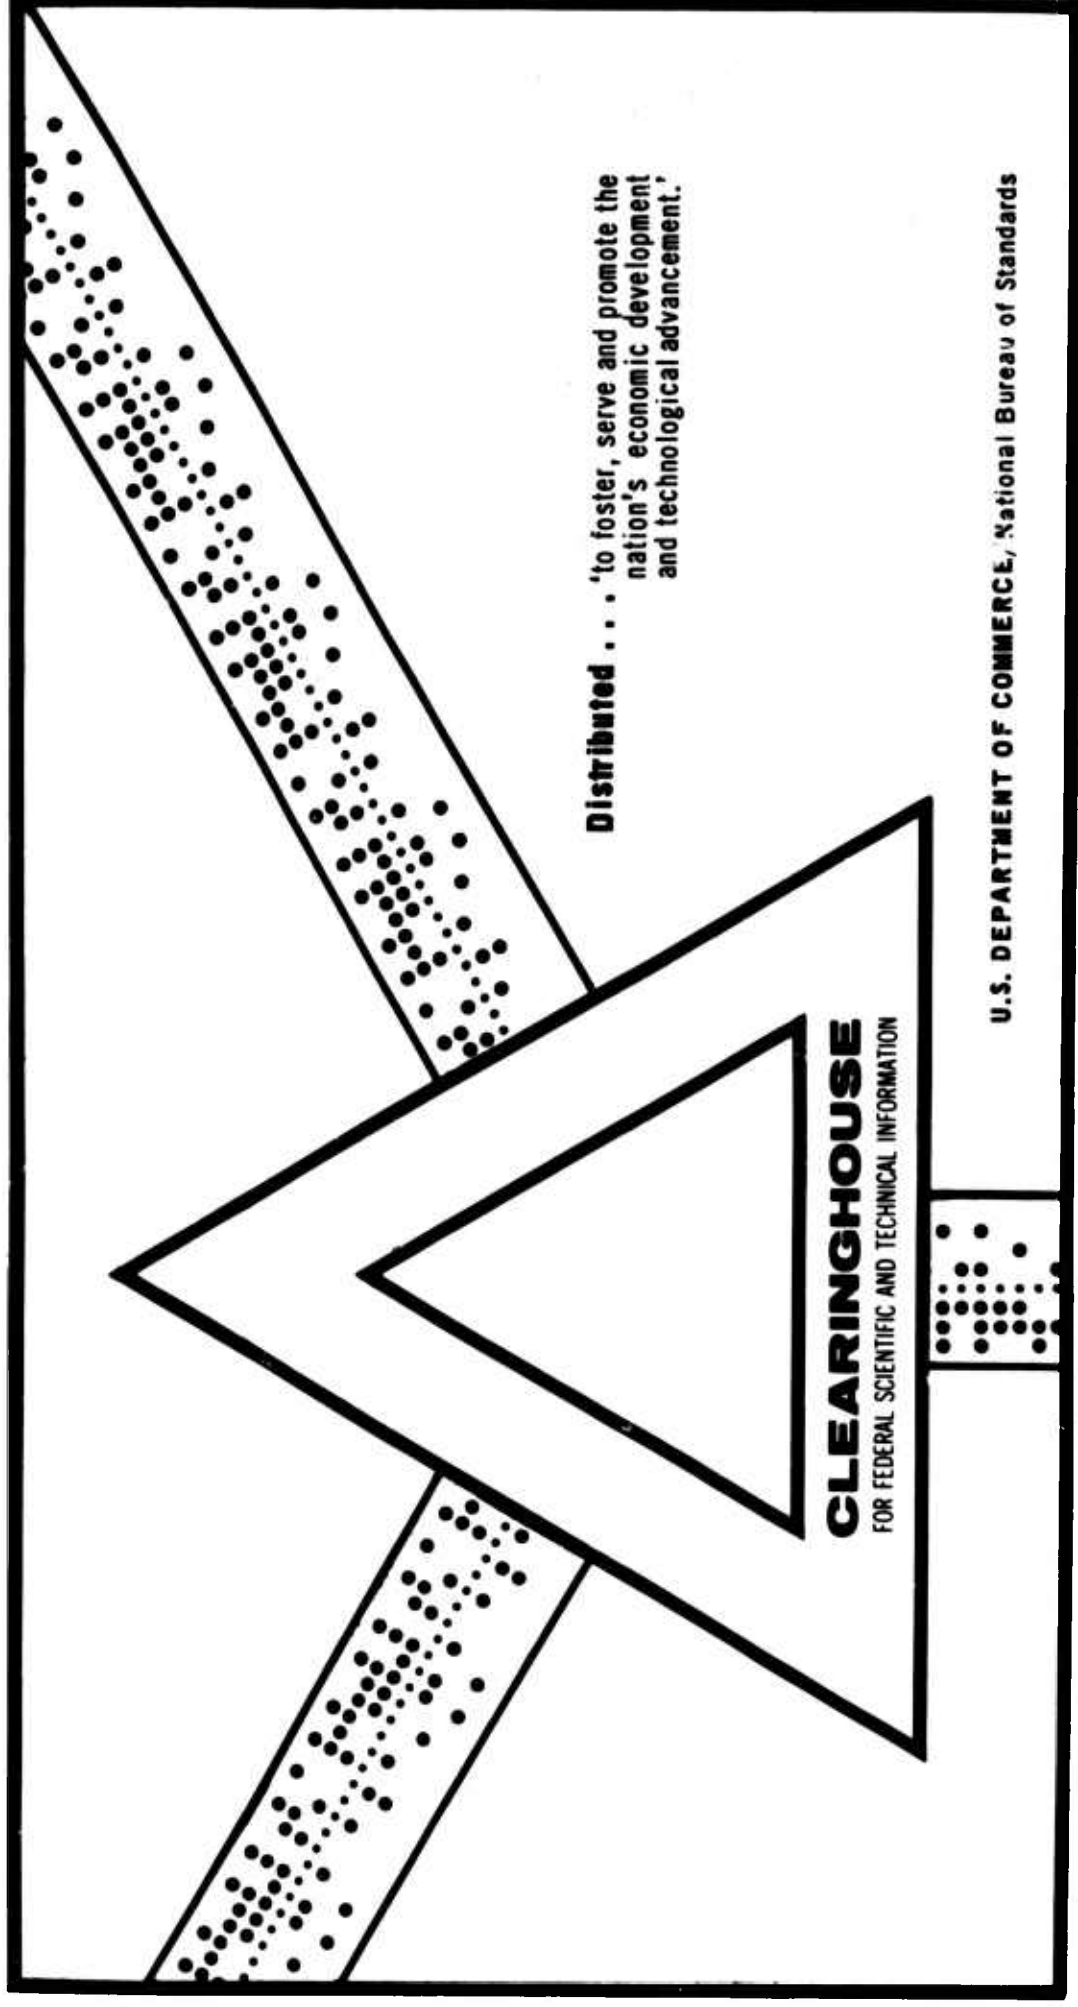 Distributed . . . 'to foster, serve and promote the
nation's economic development
and technological advancement.'
CLEARINGHOUSE
FOR FEDERAL SCIENTIFIC AND TECHNICAL INFORMATION
U.S. DEPARTMENT OF COMMERCE, National Bureau of Standards